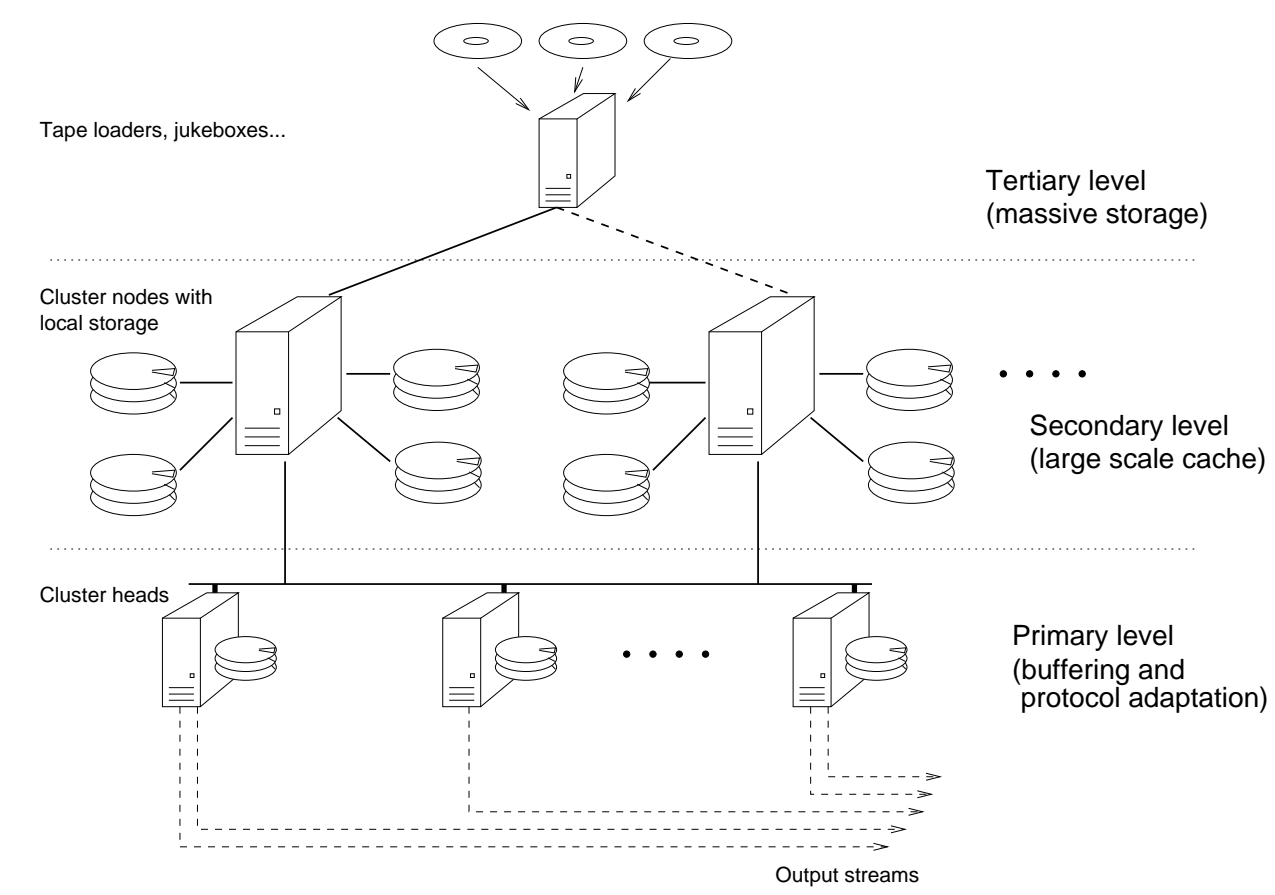 Tape loaders, jukeboxes...
Tertiary level
(massive storage)
Cluster nodes with
local storage
Secondary level
(large scale cache)
Cluster heads
Primary level
(buffering and
protocol adaptation)
Output streams